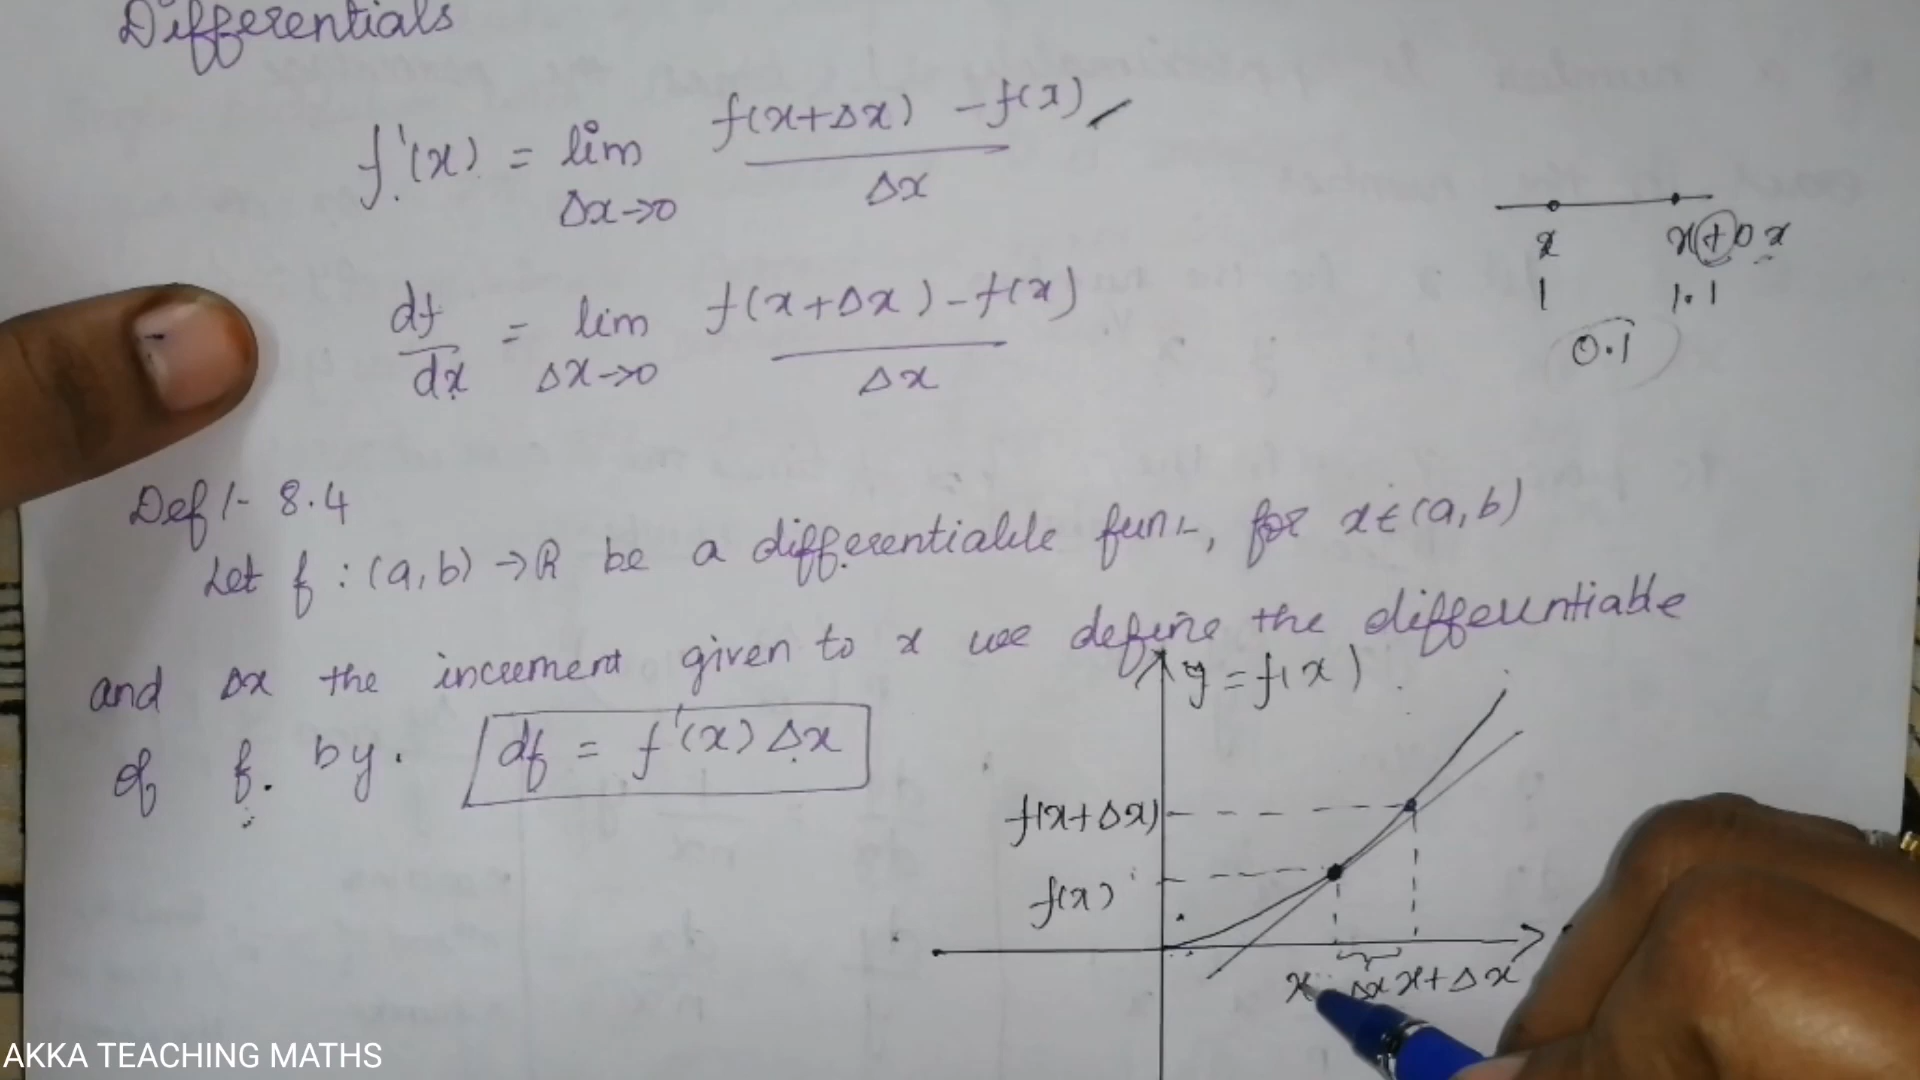 Differentials
f'(x) = lim f(x+Δx) - f(x)
Δx→0 Δx
x x+Δx
1 1.1
0.1
df = lim f(x+Δx) - f(x)
dx Δx→0 Δx
Def:- 8.4
Let f : (a,b) → R be a differentiable fun:-, for x ∈ (a,b)
and Δx the increment given to x we define the differentiable
of f. by. df = f'(x) Δx
y = f(x)
f(x+Δx)
f(x)
x Δx x+Δx
AKKA TEACHING MATHS